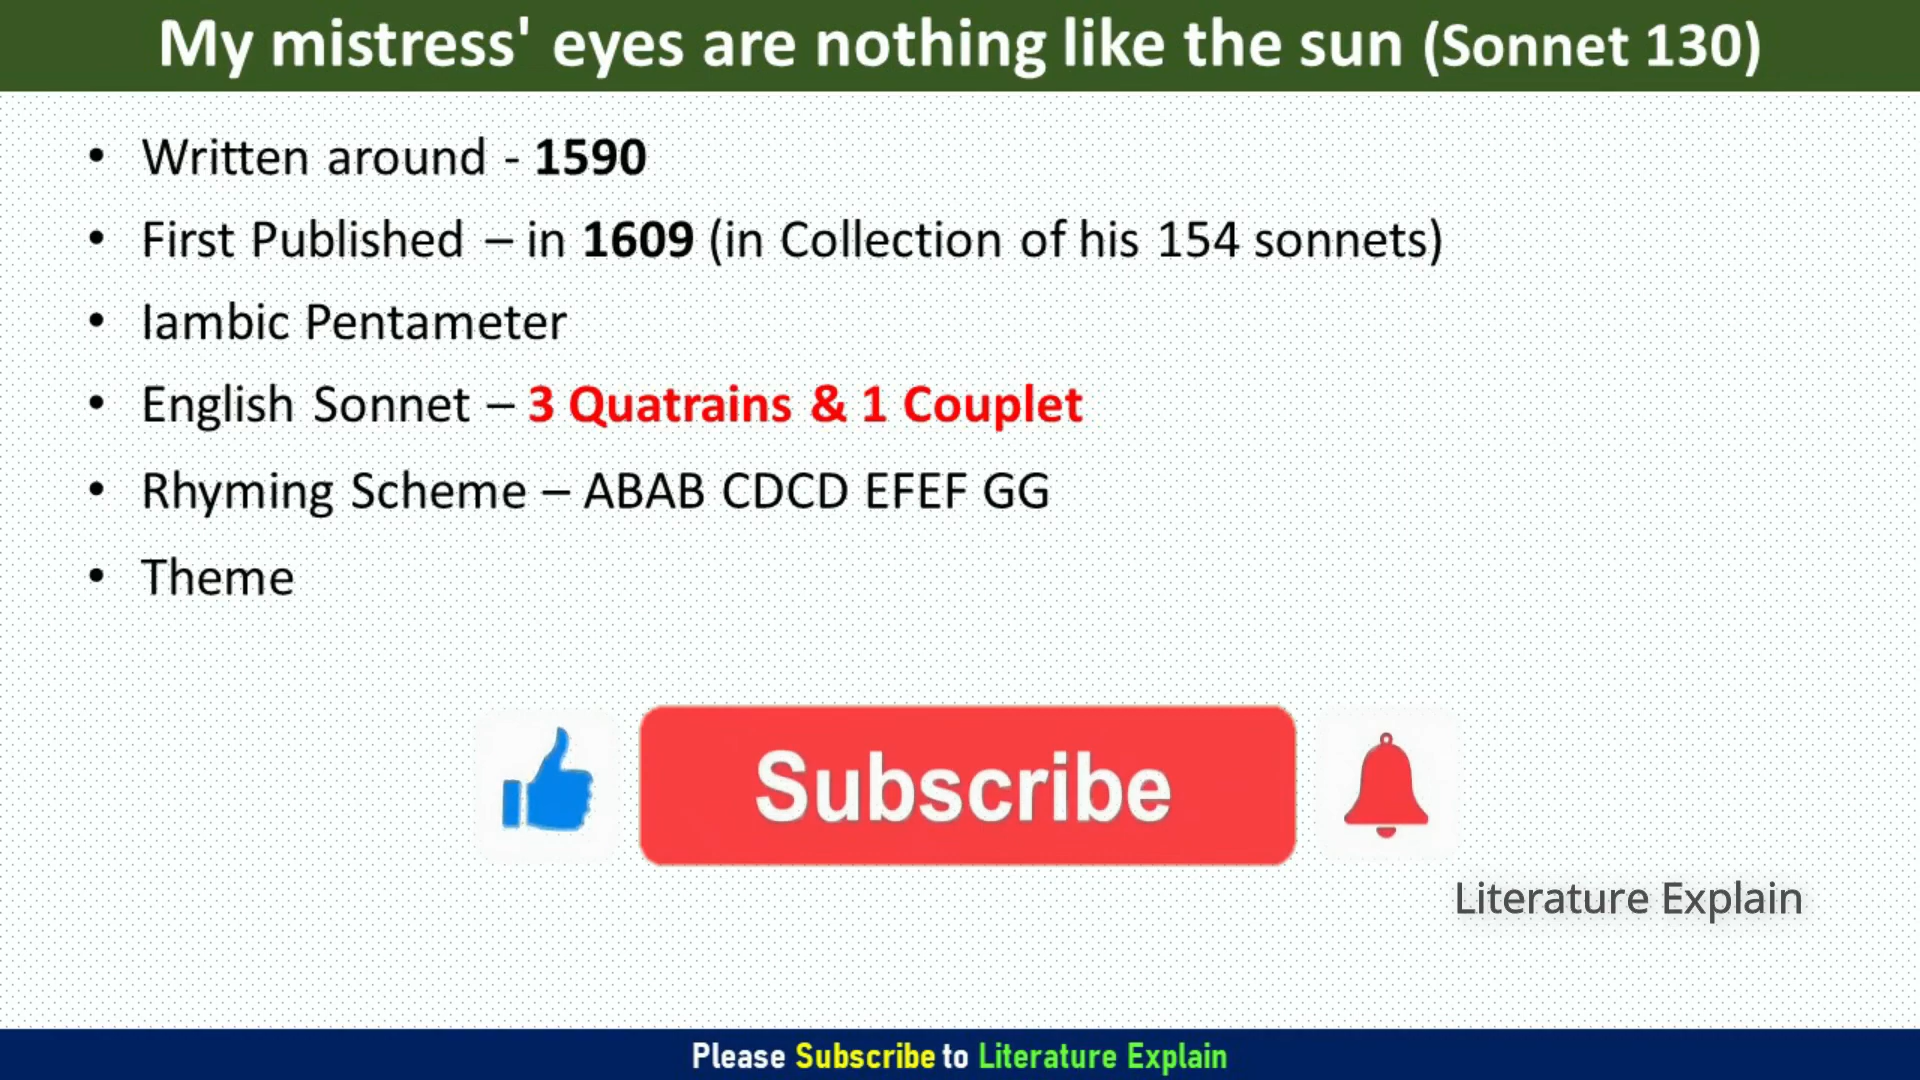 My mistress' eyes are nothing like the sun (Sonnet 130)
• Written around - 1590
• First Published – in 1609 (in Collection of his 154 sonnets)
• Iambic Pentameter
• English Sonnet – 3 Quatrains & 1 Couplet
• Rhyming Scheme – ABAB CDCD EFEF GG
• Theme
Subscribe
Literature Explain
Please Subscribe to Literature Explain